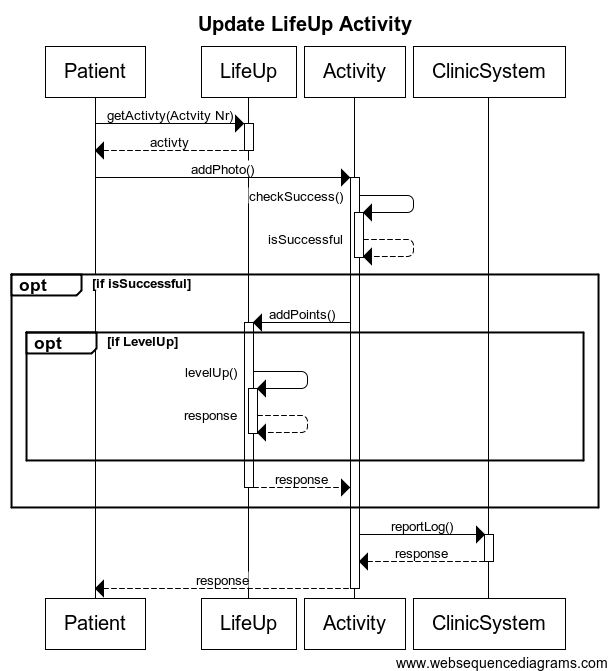 Update LifeUp Activity
Patient LifeUp Activity ClinicSystem
getActivty(Actvity Nr)
activty
addPhoto()
checkSuccess()
isSuccessful
opt [if isSuccessful]
addPoints()
opt [if LevelUp]
levelUp()
response
response
reportLog()
response
response
Patient LifeUp Activity ClinicSystem
www.websequencediagrams.com